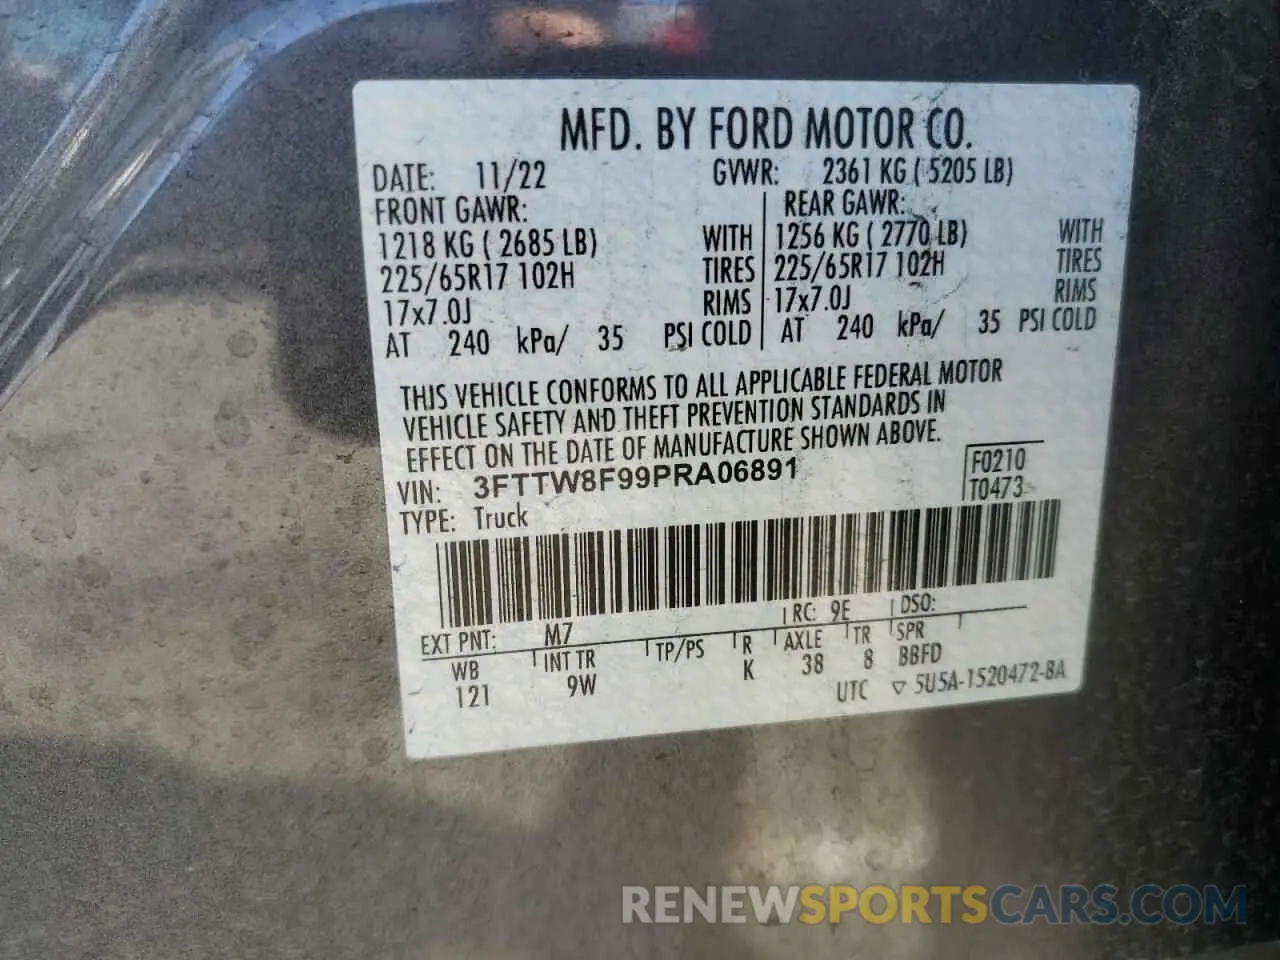 MFD. BY FORD MOTOR CO.
DATE: 11/22 GVWR: 2361 KG ( 5205 LB)
FRONT GAWR: REAR GAWR:
1218 KG ( 2685 LB) WITH 1256 KG ( 2770 LB) WITH
225/65R17 102H TIRES 225/65R17 102H TIRES
17x7.0J RIMS 17x7.0J RIMS
AT 240 kPa/ 35 PSI COLD AT 240 kPa/ 35 PSI COLD
THIS VEHICLE CONFORMS TO ALL APPLICABLE FEDERAL MOTOR
VEHICLE SAFETY AND THEFT PREVENTION STANDARDS IN
EFFECT ON THE DATE OF MANUFACTURE SHOWN ABOVE.
VIN: 3FTTW8F99PRA06891 F0210
TYPE: Truck T0473
EXT PNT: M7 RC: 9E DSO:
WB INT TR TP/PS R AXLE TR SPR
121 9W K 38 8 BBFD
UTC ▽ 5U5A-1520472-BA
RENEWSPORTSCARS.COM